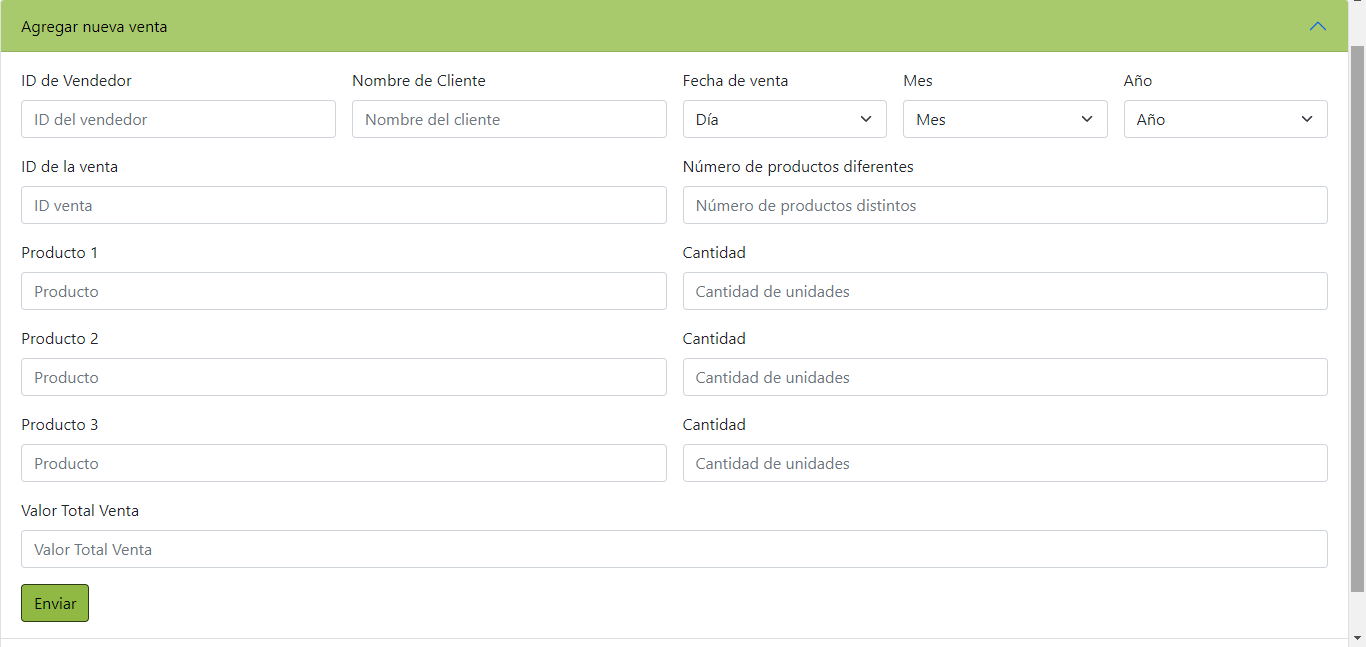 Agregar nueva venta
ID de Vendedor Nombre de Cliente Fecha de venta Mes Año
ID del vendedor Nombre del cliente Día Mes Año
ID de la venta Número de productos diferentes
ID venta Número de productos distintos
Producto 1 Cantidad
Producto Cantidad de unidades
Producto 2 Cantidad
Producto Cantidad de unidades
Producto 3 Cantidad
Producto Cantidad de unidades
Valor Total Venta
Valor Total Venta
Enviar